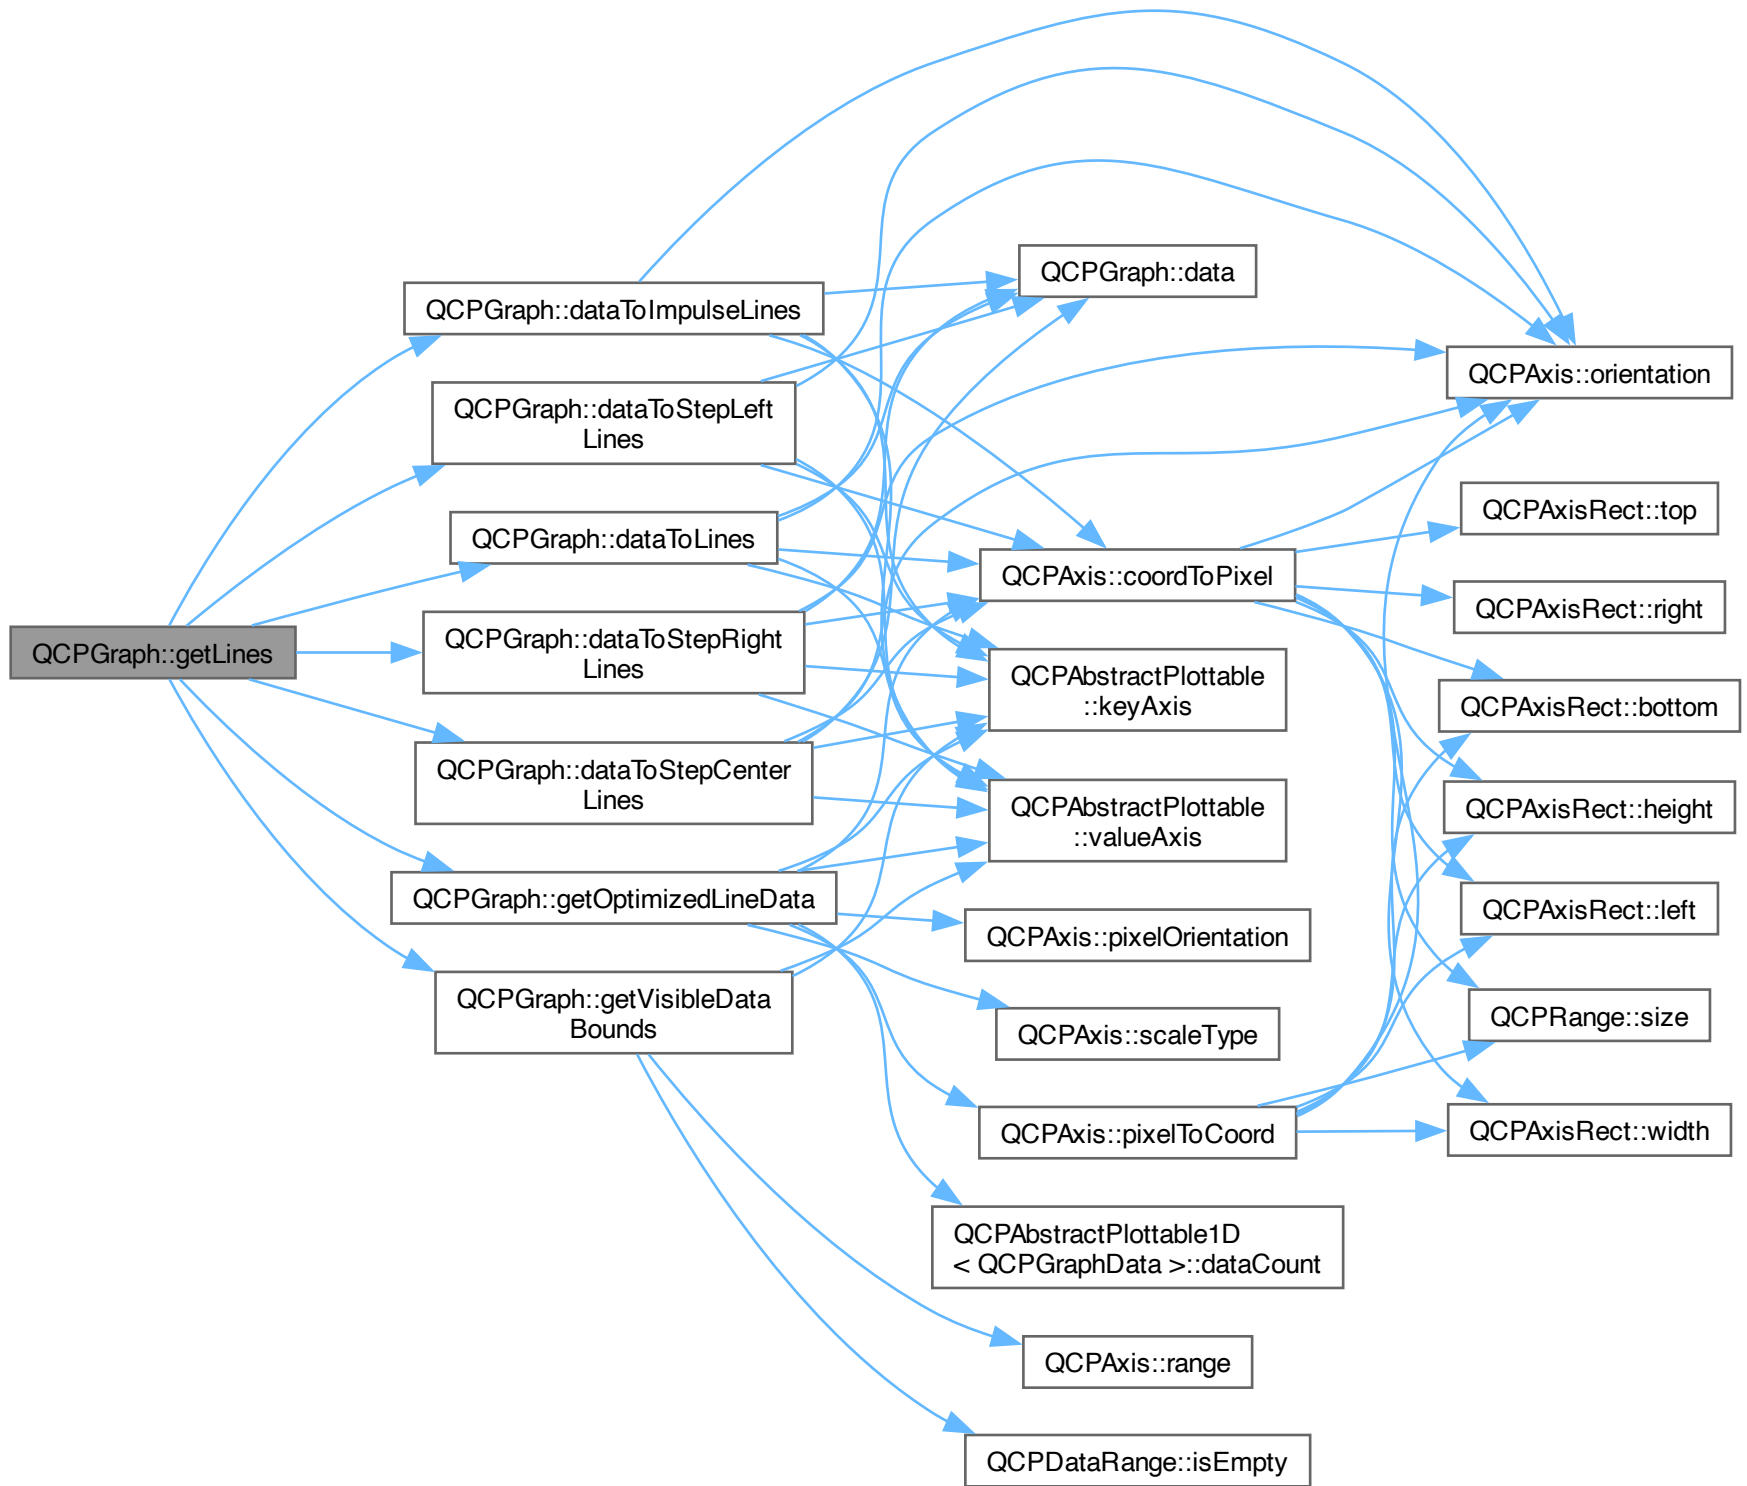 QCPGraph::getLines
QCPGraph::dataToImpulseLines
QCPGraph::dataToStepLeft
Lines
QCPGraph::dataToLines
QCPGraph::dataToStepRight
Lines
QCPGraph::dataToStepCenter
Lines
QCPGraph::getOptimizedLineData
QCPGraph::getVisibleData
Bounds
QCPGraph::data
QCPAxis::coordToPixel
QCPAbstractPlottable
::keyAxis
QCPAbstractPlottable
::valueAxis
QCPAxis::pixelOrientation
QCPAxis::scaleType
QCPAxis::pixelToCoord
QCPAbstractPlottable1D
< QCPGraphData >::dataCount
QCPAxis::range
QCPDataRange::isEmpty
QCPAxis::orientation
QCPAxisRect::top
QCPAxisRect::right
QCPAxisRect::bottom
QCPAxisRect::height
QCPAxisRect::left
QCPRange::size
QCPAxisRect::width